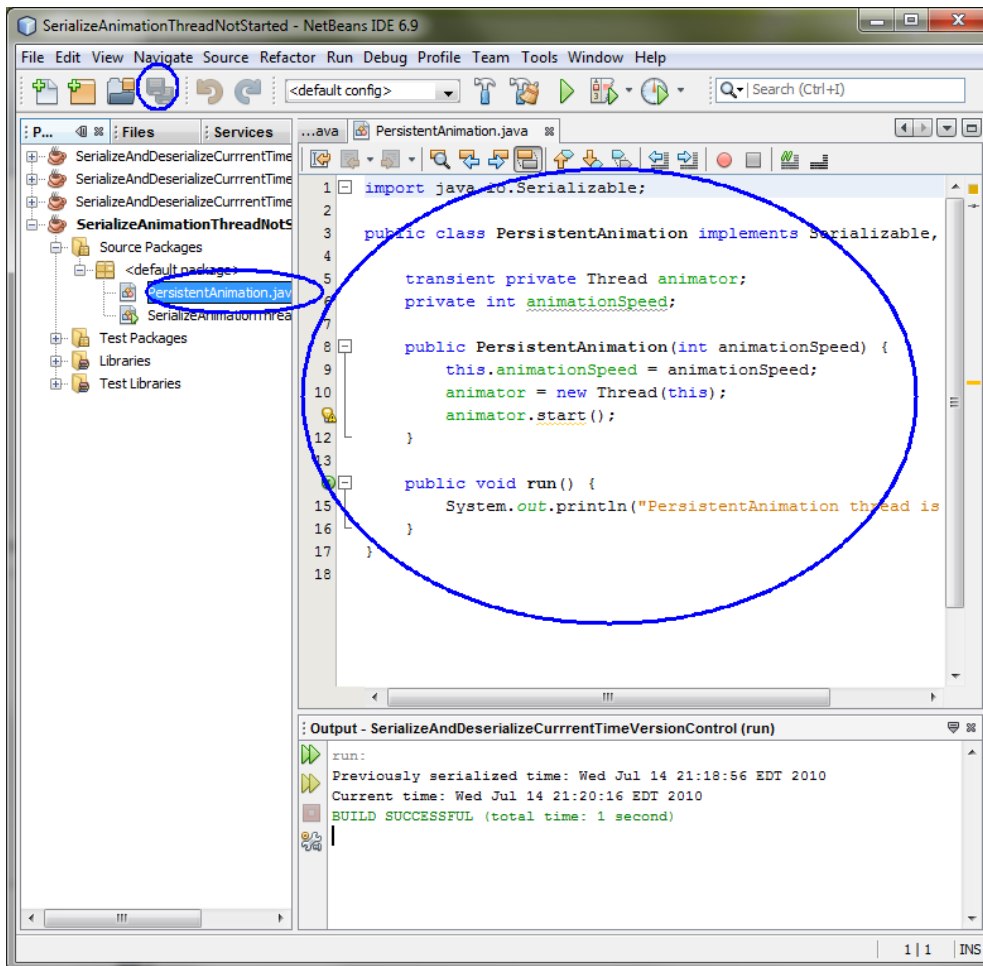 SerializeAnimationThreadNotStarted - NetBeans IDE 6.9
File Edit View Navigate Source Refactor Run Debug Profile Team Tools Window Help
<default config>
Search (Ctrl+I)
P... Files Services
SerializeAndDeserializeCurrrentTime
SerializeAndDeserializeCurrrentTime
SerializeAndDeserializeCurrrentTime
SerializeAnimationThreadNotS
Source Packages
<default package>
PersistentAnimation.jav
SerializeAnimationThrea
Test Packages
Libraries
Test Libraries
...ava PersistentAnimation.java
1 import java.io.Serializable;
2
3 public class PersistentAnimation implements Serializable,
4
5 transient private Thread animator;
6 private int animationSpeed;
7
8 public PersistentAnimation(int animationSpeed) {
9 this.animationSpeed = animationSpeed;
10 animator = new Thread(this);
animator.start();
12 }
13
public void run() {
15 System.out.println("PersistentAnimation thread is
16 }
17 }
18
Output - SerializeAndDeserializeCurrrentTimeVersionControl (run)
run:
Previously serialized time: Wed Jul 14 21:18:56 EDT 2010
Current time: Wed Jul 14 21:20:16 EDT 2010
BUILD SUCCESSFUL (total time: 1 second)
1 | 1 INS